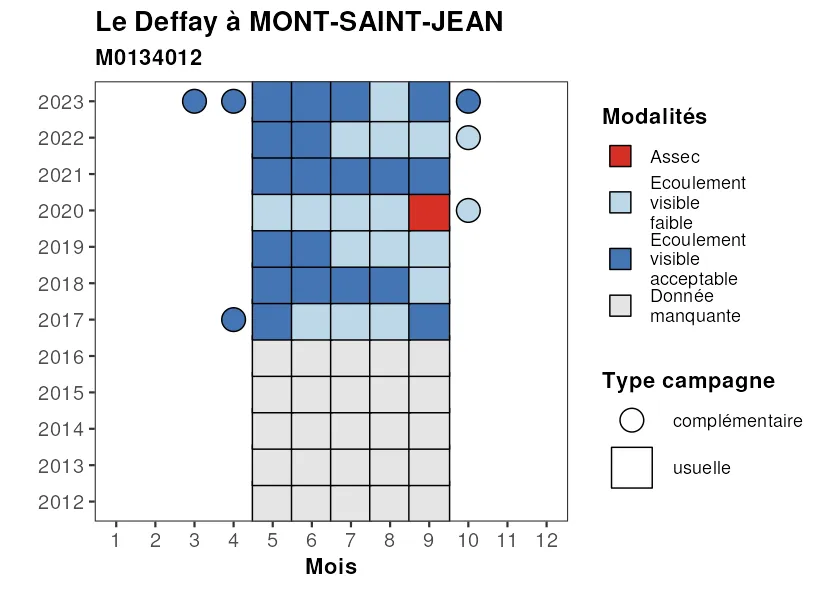 Le Deffay à MONT-SAINT-JEAN
M0134012
2023
2022
2021
2020
2019
2018
2017
2016
2015
2014
2013
2012
1 2 3 4 5 6 7 8 9 10 11 12
Mois
Modalités
Assec
Ecoulement
visible
faible
Ecoulement
visible
acceptable
Donnée
manquante
Type campagne
complémentaire
usuelle